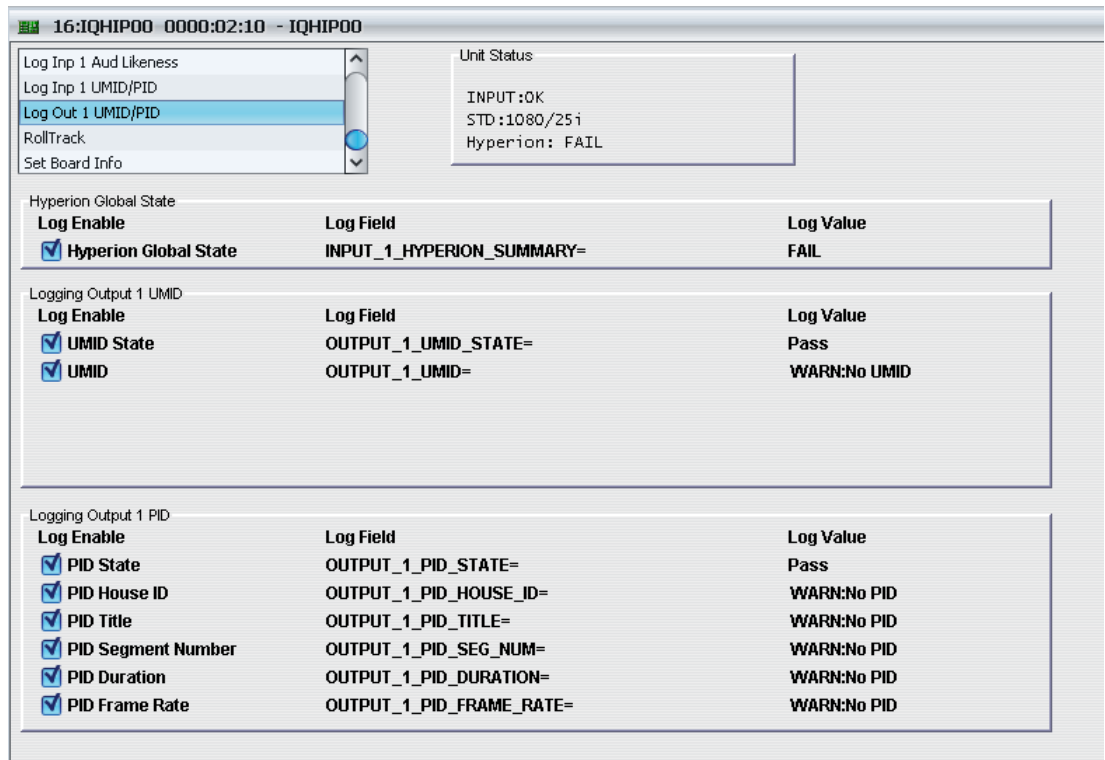 16:IQHIP00 0000:02:10 - IQHIP00
Log Inp 1 Aud Likeness
Log Inp 1 UMID/PID
Log Out 1 UMID/PID
RollTrack
Set Board Info
Unit Status
INPUT:OK
STD:1080/25i
Hyperion: FAIL
Hyperion Global State
Log Enable Log Field Log Value
Hyperion Global State INPUT_1_HYPERION_SUMMARY= FAIL
Logging Output 1 UMID
Log Enable Log Field Log Value
UMID State OUTPUT_1_UMID_STATE= Pass
UMID OUTPUT_1_UMID= WARN:No UMID
Logging Output 1 PID
Log Enable Log Field Log Value
PID State OUTPUT_1_PID_STATE= Pass
PID House ID OUTPUT_1_PID_HOUSE_ID= WARN:No PID
PID Title OUTPUT_1_PID_TITLE= WARN:No PID
PID Segment Number OUTPUT_1_PID_SEG_NUM= WARN:No PID
PID Duration OUTPUT_1_PID_DURATION= WARN:No PID
PID Frame Rate OUTPUT_1_PID_FRAME_RATE= WARN:No PID